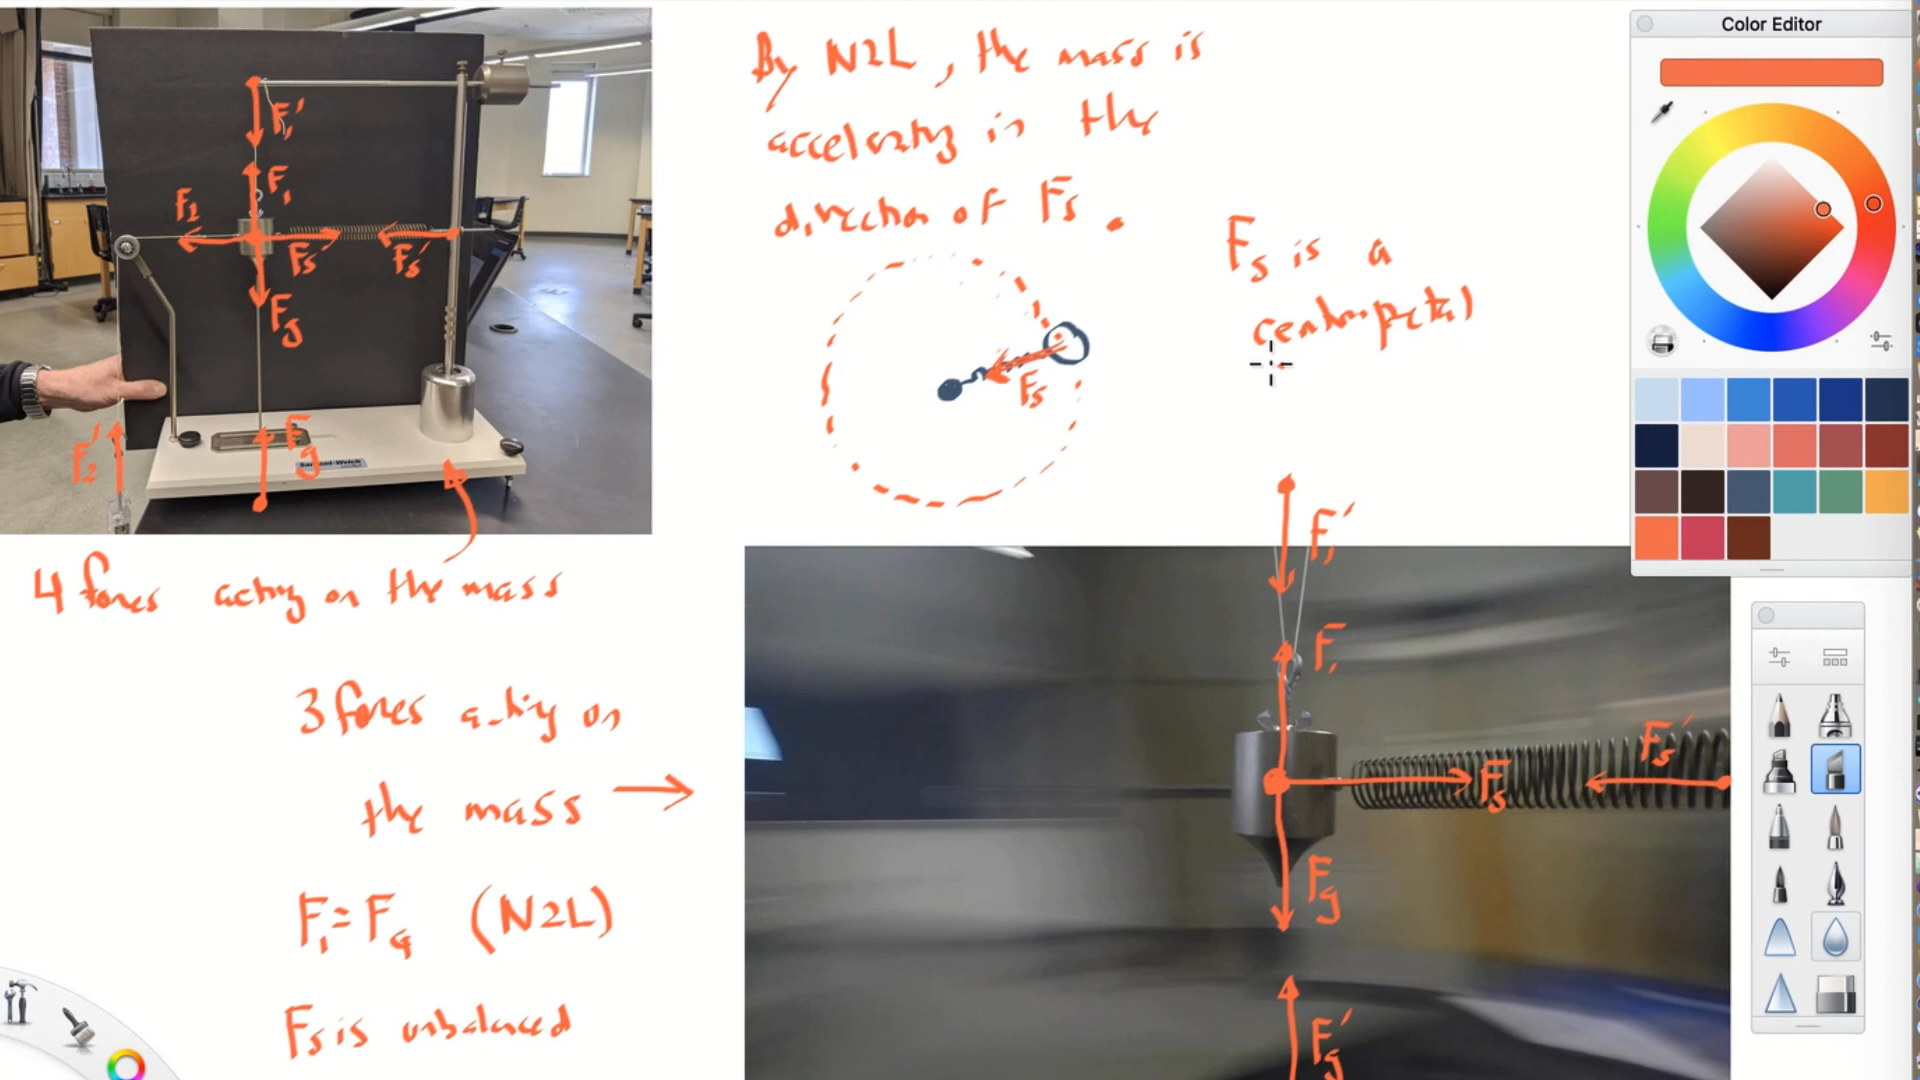 Color Editor
By N2L, the mass is
accelerating in the
direction of Fs.
Fs is a
centripetal
Fs
F1'
F1
F2
Fs
Fs'
Fg
F2'
Fg
4 forces acting on the mass
3 forces acting on
the mass
F1 = Fg (N2L)
Fs is unbalanced
F1'
F1
Fs
Fs'
Fg
Fg'